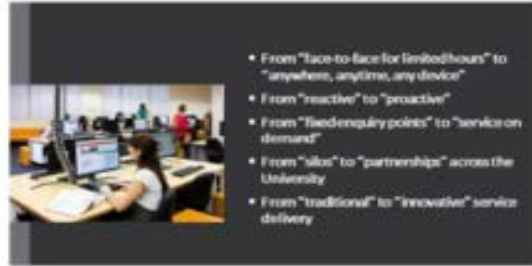 • From "face-to-face for limited hours" to
"anywhere, anytime, any device"
• From "reactive" to "proactive"
• From "fixed enquiry points" to "service on
demand"
• From "silos" to "partnerships" across the
University
• From "traditional" to "innovative" service
delivery